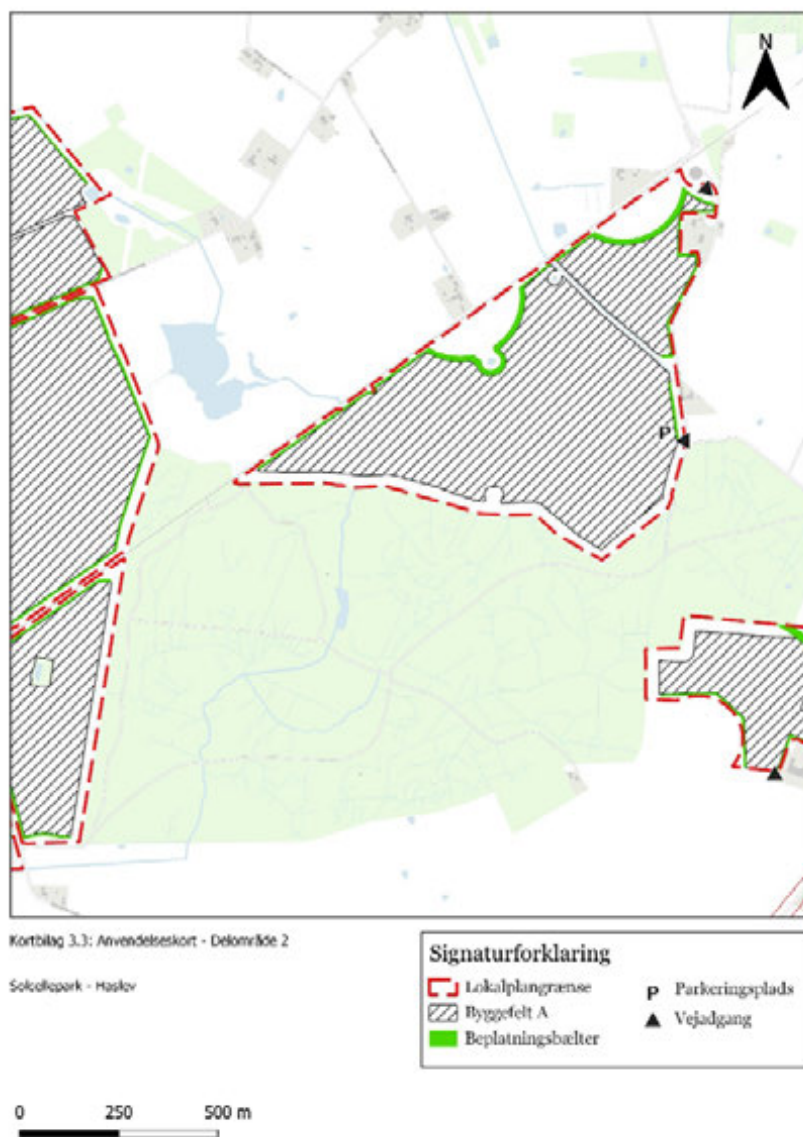 N
P
Kortbilag 3.3: Anvendelseskort - Delområde 2
Solcellepark - Haslev
Signaturforklaring
Lokalplangrænse
Byggefelt A
Beplatningsbælter
P Parkeringsplads
Vejadgang
0 250 500 m